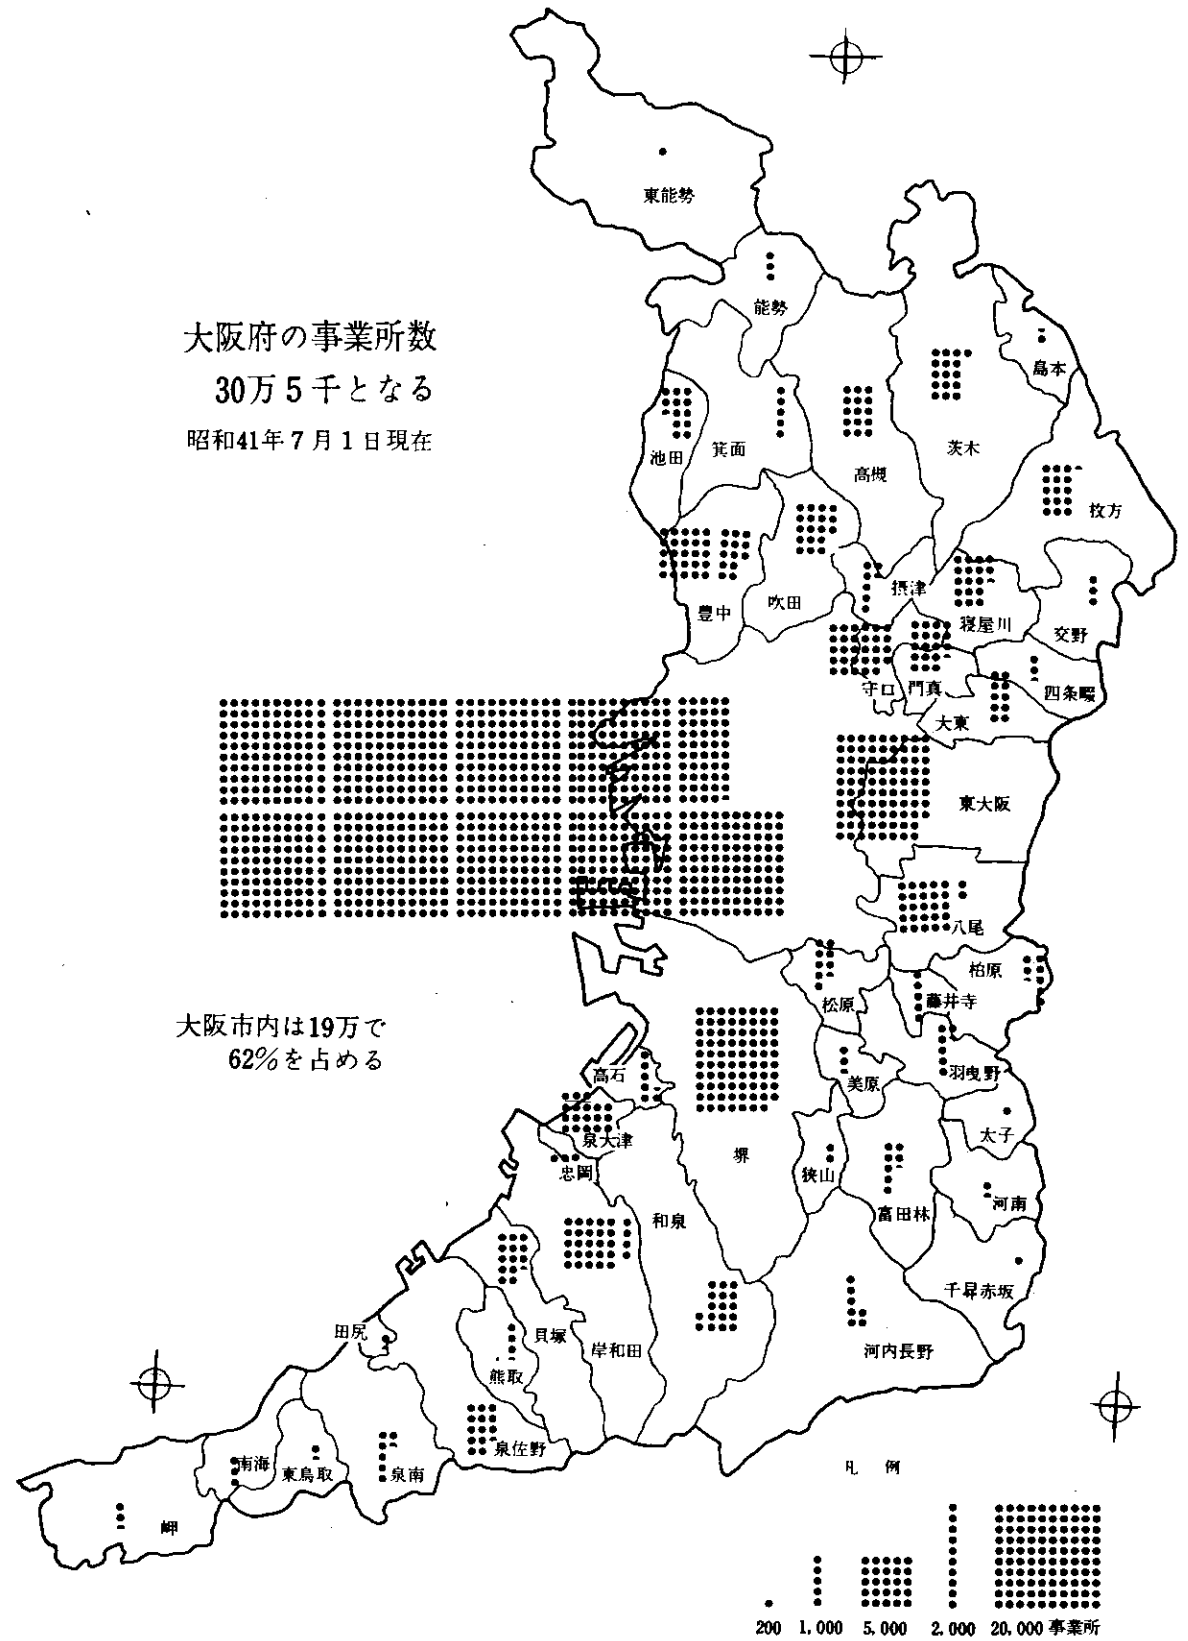 東能勢
能勢
大阪府の事業所数
30万5千となる
昭和41年7月1日現在
島本
池田
箕面
高槻
茨木
枚方
豊中
吹田
摂津
寝屋川
交野
守口
門真
四条畷
大東
東大阪
八尾
柏原
松原
藤井寺
大阪市内は19万で
62%を占める
高石
美原
羽曳野
泉大津
太子
堺
忠岡
狭山
河南
和泉
富田林
千早赤坂
田尻
貝塚
岸和田
河内長野
熊取
泉佐野
南海
東鳥取
泉南
岬
凡例
200 1,000 5,000 2,000 20,000 事業所